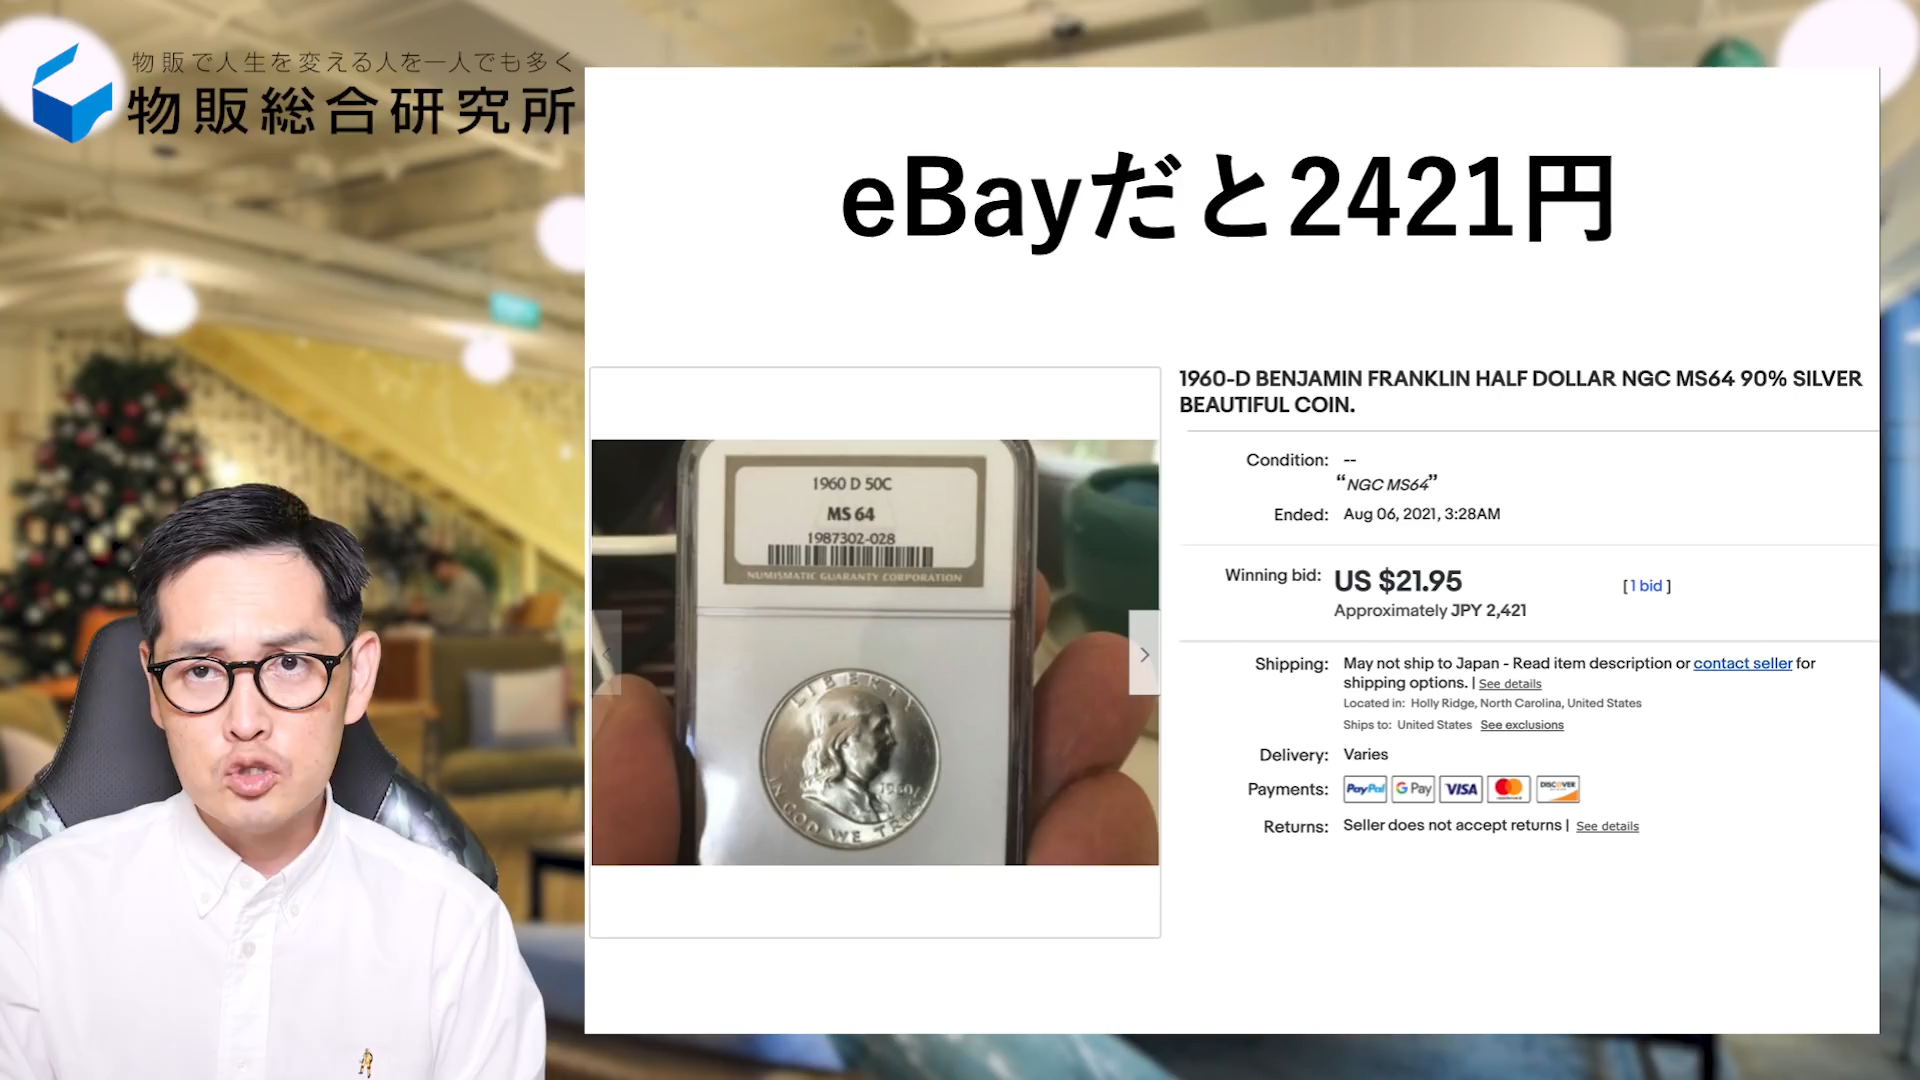 物販で人生を変える人を一人でも多く
物販総合研究所
eBayだと2421円
1960 D 50C
MS 64
1987302-028
NUMISMATIC GUARANTY CORPORATION
LIBERTY
1960
IN GOD WE TRUST
1960-D BENJAMIN FRANKLIN HALF DOLLAR NGC MS64 90% SILVER
BEAUTIFUL COIN.
Condition: --
“NGC MS64”
Ended: Aug 06, 2021, 3:28AM
Winning bid: US $21.95 [ 1 bid ]
Approximately JPY 2,421
Shipping: May not ship to Japan - Read item description or contact seller for
shipping options. | See details
Located in: Holly Ridge, North Carolina, United States
Ships to: United States See exclusions
Delivery: Varies
Payments: PayPal G Pay VISA DISCOVER
Returns: Seller does not accept returns | See details